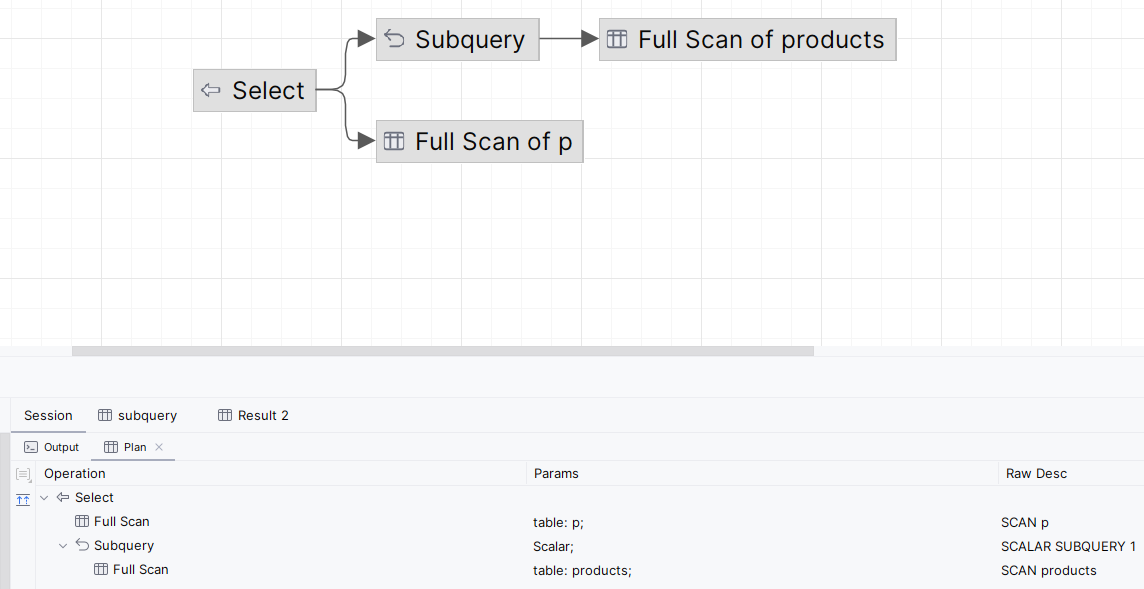 Subquery
Full Scan of products
Select
Full Scan of p
Session subquery Result 2
Output Plan
Operation Params Raw Desc
Select
Full Scan table: p; SCAN p
Subquery Scalar; SCALAR SUBQUERY 1
Full Scan table: products; SCAN products